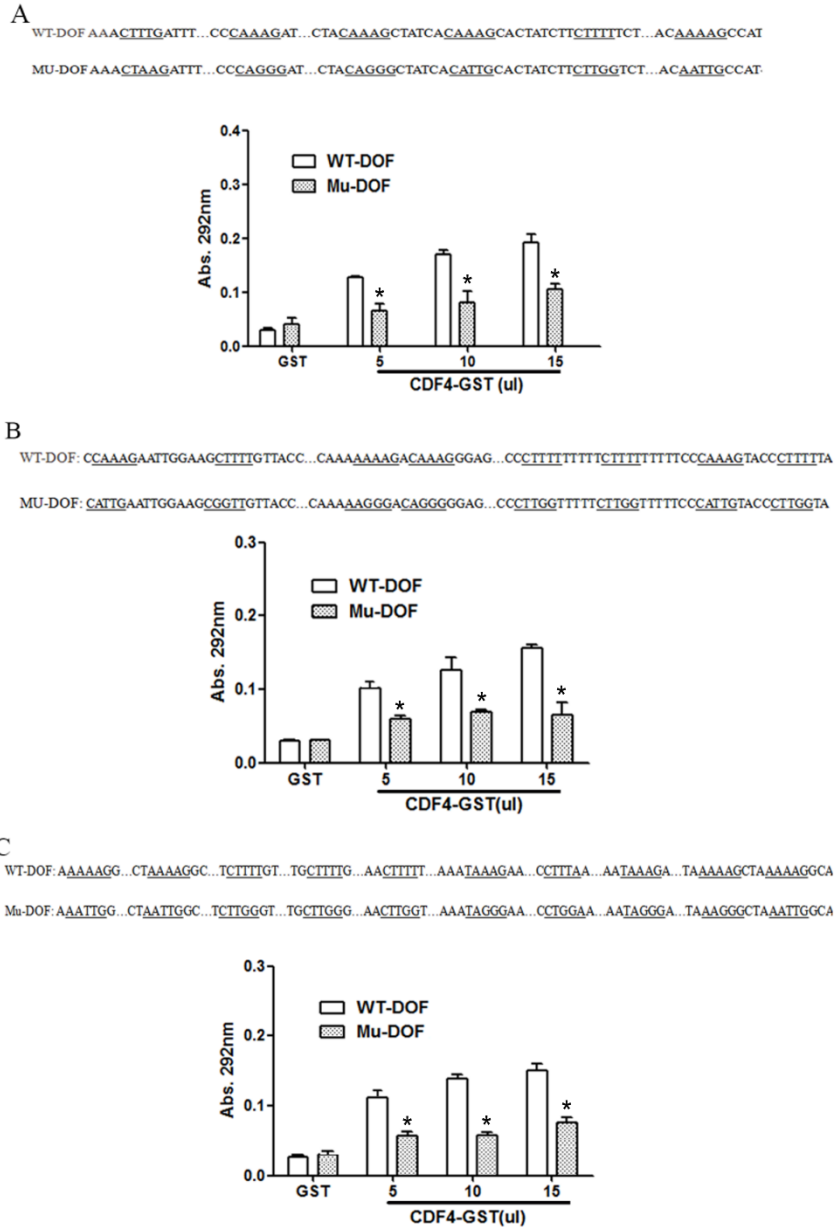 A
WT-DOF AAACTTTGATTT...CCCAAAGAT...CTACAAAGCTATCACAAAGCACTATCTTCTTTTTCT...ACAAAAGCCAT
MU-DOF AAACTAAGATTT...CCCAGGGAT...CTACAGGGCTATCACATTGCACTATCTTCTTGGTCT...ACAATTGCCAT
0.4
WT-DOF
Mu-DOF
0.3
Abs. 292nm
0.2
* * *
0.1
0.0
GST 5 10 15
CDF4-GST (ul)
B
WT-DOF: CCAAAGAATTGGAAGCTTTTGTTACC...CAAAAAAAGACAAAGGGAG...CCCTTTTTTTTTCTTTTTTTTTTCCCAAAGTACCCTTTTTA
MU-DOF: CATTGAATTGGAAGCGGTTGTTACC...CAAAAAGGGACAGGGGGAG...CCCTTGGTTTTTCTTGGTTTTTCCCATTGTACCCTTGGTA
0.3
WT-DOF
Mu-DOF
0.2
Abs. 292nm
0.1
* * *
0.0
GST 5 10 15
CDF4-GST(ul)
C
WT-DOF: AAAAAGG...CTAAAAGGC...TCTTTTGT...TGCTTTTG...AACTTTTT...AAATAAAGAA...CCTTTAA...AATAAAGA...TAAAAAGCTAAAAAGGCA
Mu-DOF: AAATTGG...CTAATTGGC...TCTTGGGT...TGCTTGGG...AACTTGGT...AAATAGGGAA...CCTGGAA...AATAGGGA...TAAAGGGCTAAATTGGCA
0.3
WT-DOF
Mu-DOF
0.2
Abs. 292nm
0.1
* * *
0.0
GST 5 10 15
CDF4-GST(ul)